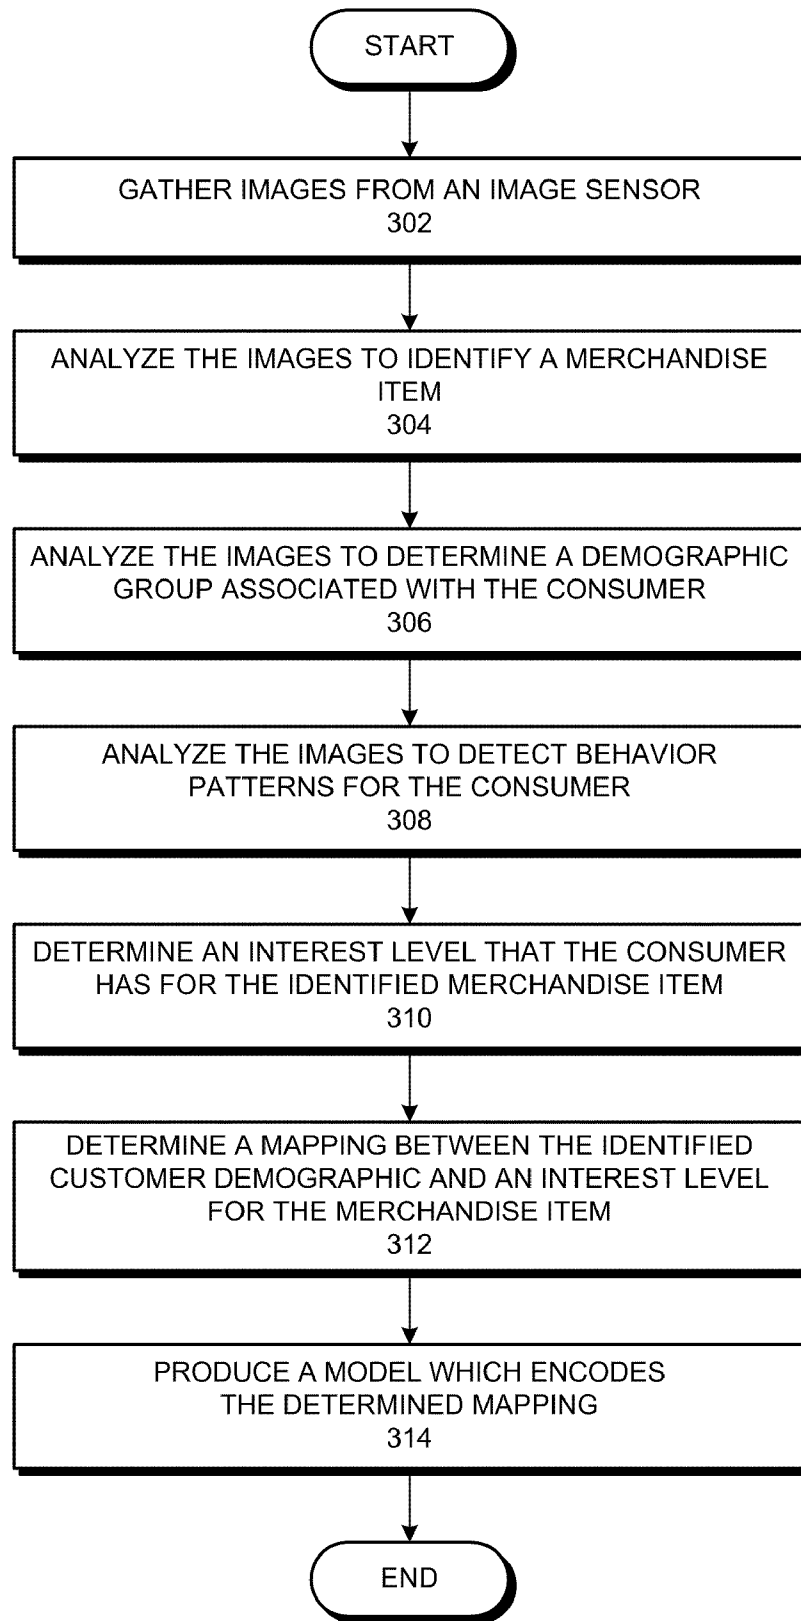 START
GATHER IMAGES FROM AN IMAGE SENSOR
302
ANALYZE THE IMAGES TO IDENTIFY A MERCHANDISE
ITEM
304
ANALYZE THE IMAGES TO DETERMINE A DEMOGRAPHIC
GROUP ASSOCIATED WITH THE CONSUMER
306
ANALYZE THE IMAGES TO DETECT BEHAVIOR
PATTERNS FOR THE CONSUMER
308
DETERMINE AN INTEREST LEVEL THAT THE CONSUMER
HAS FOR THE IDENTIFIED MERCHANDISE ITEM
310
DETERMINE A MAPPING BETWEEN THE IDENTIFIED
CUSTOMER DEMOGRAPHIC AND AN INTEREST LEVEL
FOR THE MERCHANDISE ITEM
312
PRODUCE A MODEL WHICH ENCODES
THE DETERMINED MAPPING
314
END